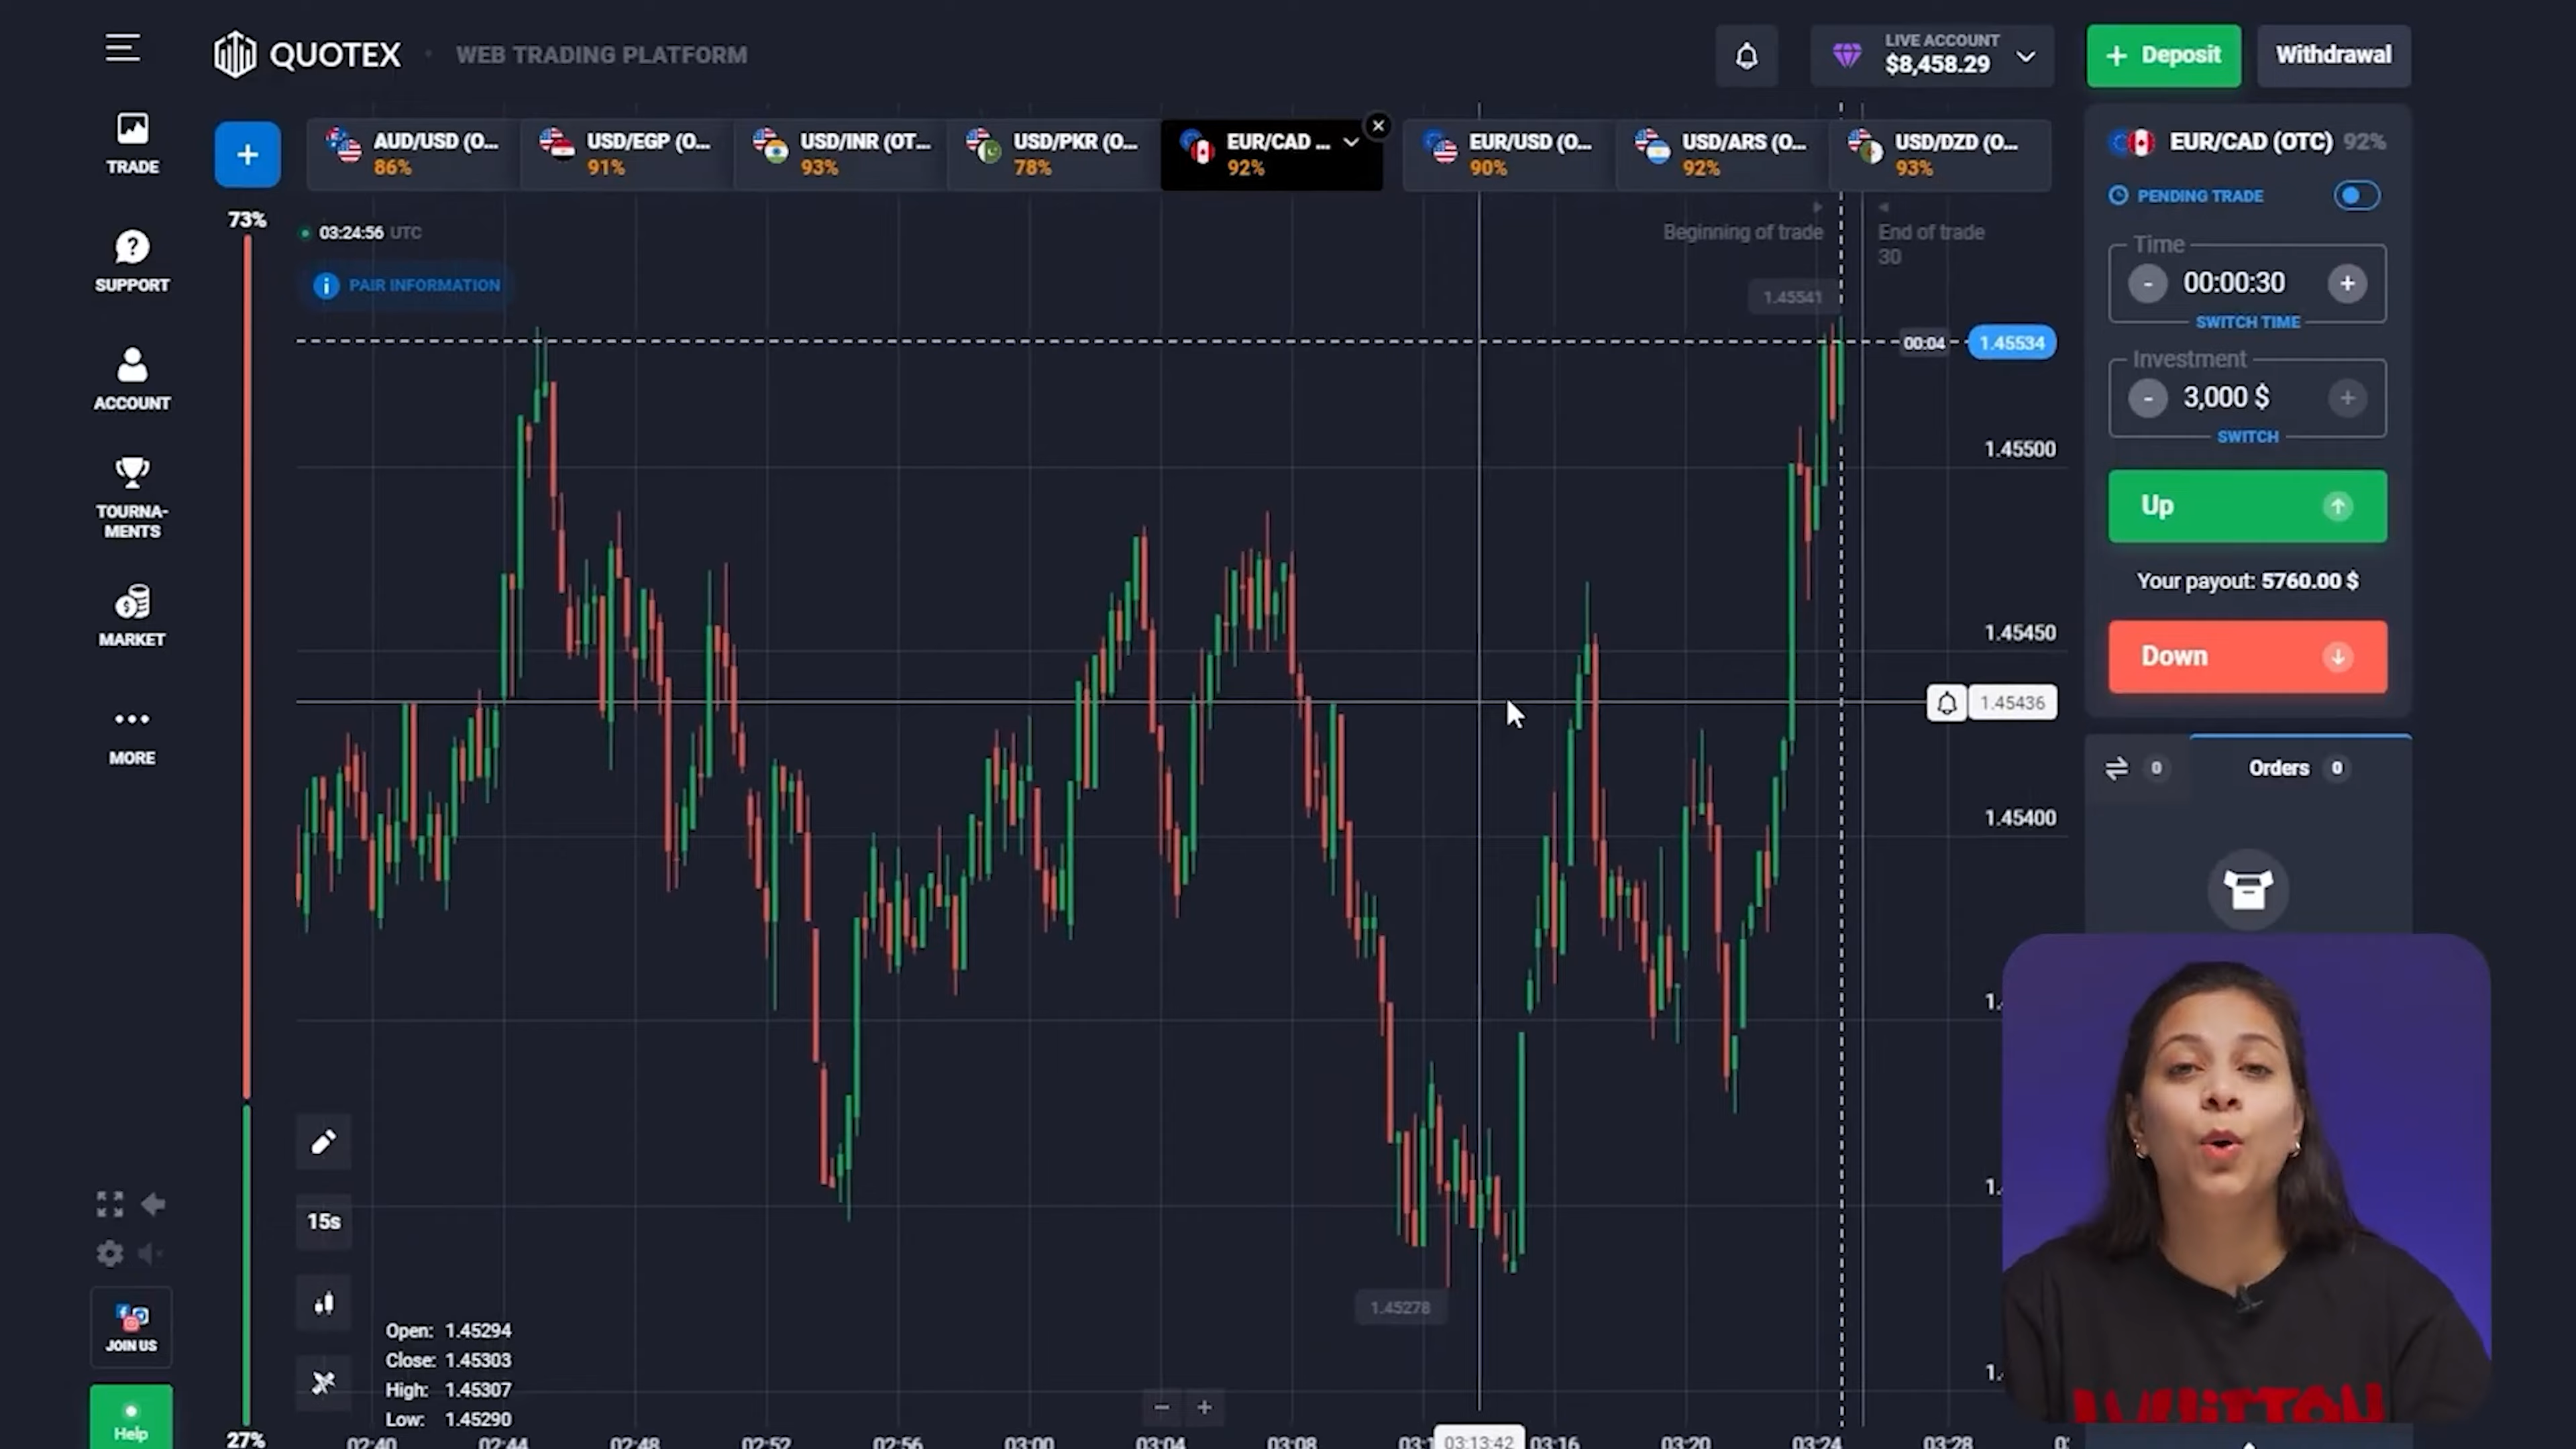 QUOTEX · WEB TRADING PLATFORM
LIVE ACCOUNT
$8,458.29
+ Deposit
Withdrawal
TRADE
SUPPORT
ACCOUNT
TOURNA-
MENTS
MARKET
MORE
JOIN US
Help
+
AUD/USD (O...
86%
USD/EGP (O...
91%
USD/INR (OT...
93%
USD/PKR (O...
78%
EUR/CAD ...
92%
EUR/USD (O...
90%
USD/ARS (O...
92%
USD/DZD (O...
93%
73%
27%
03:24:56 UTC
PAIR INFORMATION
Beginning of trade
End of trade
30
1.45541
00:04
1.45534
1.45500
1.45450
1.45436
1.45400
1.45278
15s
Open: 1.45294
Close: 1.45303
High: 1.45307
Low: 1.45290
- +
02:40 02:44 02:48 02:52 02:56 03:00 03:04 03:08 03:13:42 03:16 03:20 03:24 03:28
EUR/CAD (OTC) 92%
PENDING TRADE
Time
- 00:00:30 +
SWITCH TIME
Investment
- 3,000 $ +
SWITCH
Up
Your payout: 5760.00 $
Down
0
Orders 0